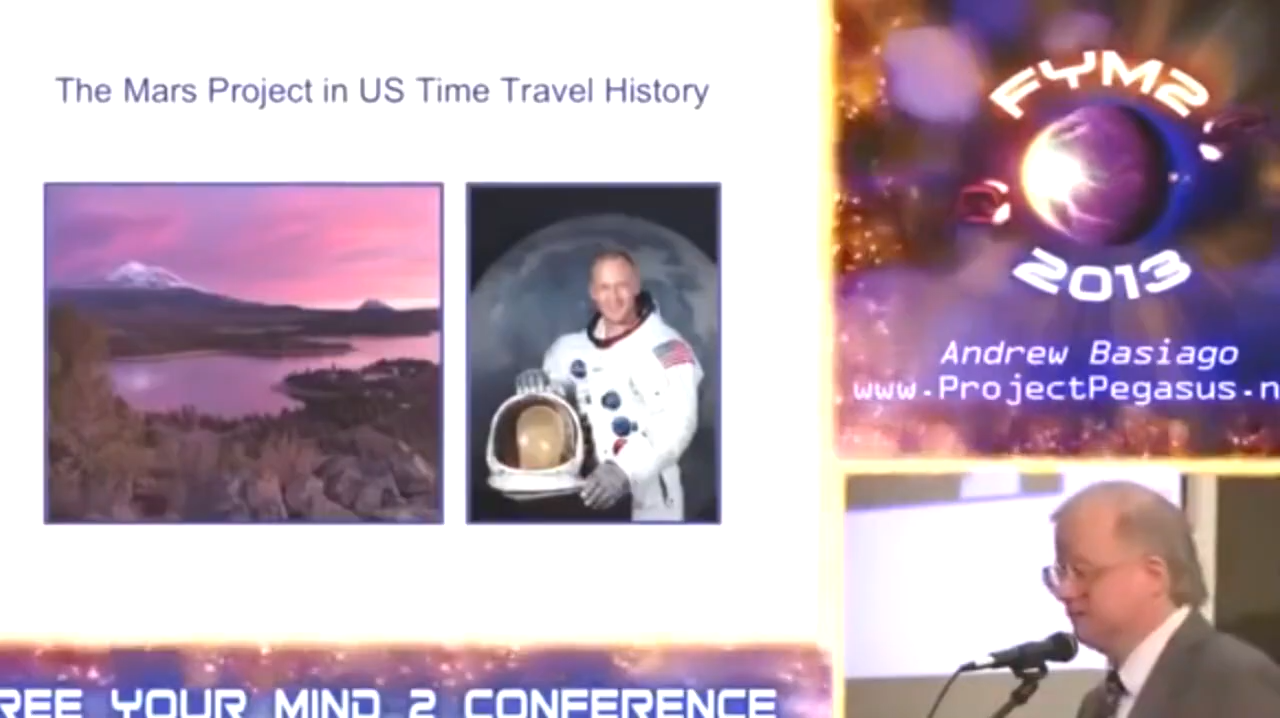 The Mars Project in US Time Travel History
FYM2
2013
Andrew Basiago
www.ProjectPegasus.n
REE YOUR MIND 2 CONFERENCE